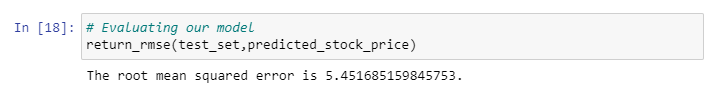 In [18]: # Evaluating our model
return_rmse(test_set,predicted_stock_price)
The root mean squared error is 5.451685159845753.